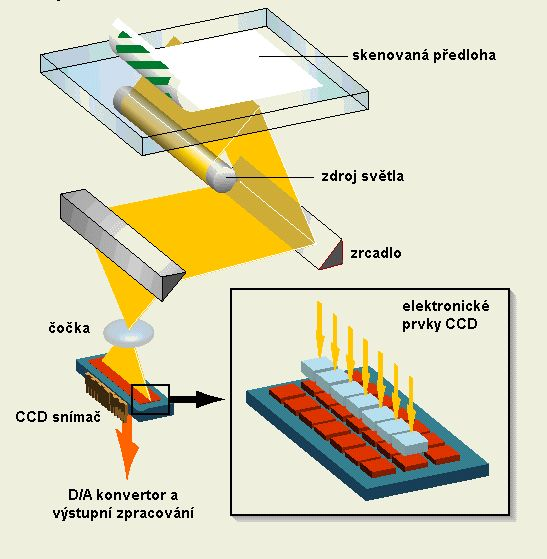 skenovaná předloha
zdroj světla
zrcadlo
čočka
elektronické
prvky CCD
CCD snímač
D/A konvertor a
výstupní zpracování